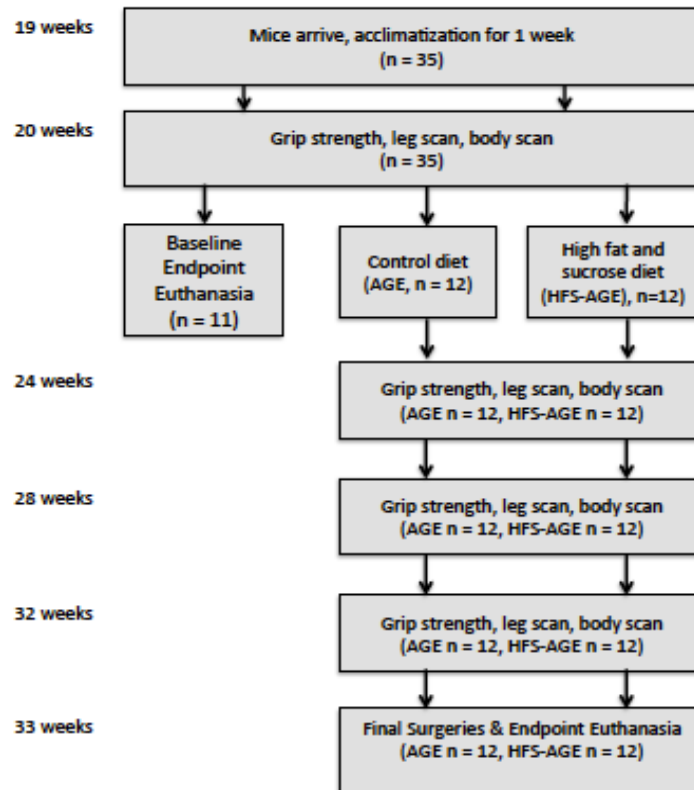 19 weeks
Mice arrive, acclimatization for 1 week
(n = 35)
20 weeks
Grip strength, leg scan, body scan
(n = 35)
Baseline
Endpoint
Euthanasia
(n = 11)
Control diet
(AGE, n = 12)
High fat and
sucrose diet
(HFS-AGE), n=12)
24 weeks
Grip strength, leg scan, body scan
(AGE n = 12, HFS-AGE n = 12)
28 weeks
Grip strength, leg scan, body scan
(AGE n = 12, HFS-AGE n = 12)
32 weeks
Grip strength, leg scan, body scan
(AGE n = 12, HFS-AGE n = 12)
33 weeks
Final Surgeries & Endpoint Euthanasia
(AGE n = 12, HFS-AGE n = 12)